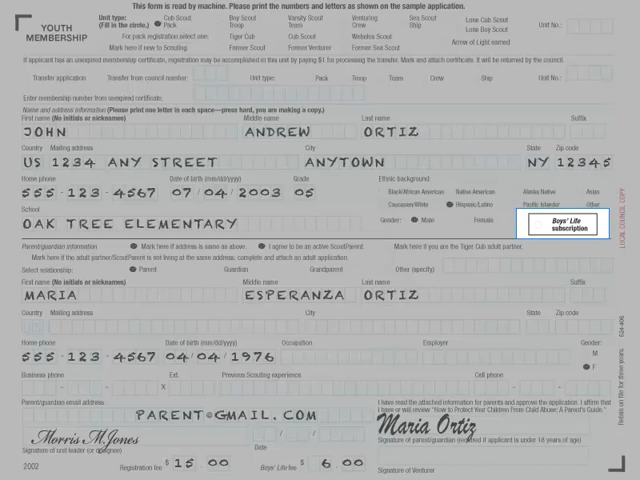 This form is read by machine. Please print the numbers and letters as shown on the sample application.
YOUTH MEMBERSHIP
Unit type: (Fill in the circle.) Cub Scout Pack Boy Scout Troop Varsity Scout Team Venturing Crew Sea Scout Ship Lone Cub Scout Lone Boy Scout Unit No.:
For pack registration select one: Tiger Cub Cub Scout Webelos Scout Arrow of Light earned
Mark here if new to Scouting: Former Scout Former Venturer Former Sea Scout
If applicant has an unexpired membership certificate, registration may be accomplished in this unit by paying $1 for processing the transfer. Mark and attach certificate. It will be returned by the council.
Transfer application Transfer from council number: Unit type: Pack Troop Team Crew Ship Unit No.:
Enter membership number from unexpired certificate:
Name and address information (Please print one letter in each space—press hard, you are making a copy.)
First name (No initials or nicknames) Middle name Last name Suffix
JOHN ANDREW ORTIZ
Country Mailing address City State Zip code
US 1234 ANY STREET ANYTOWN NY 12345
Home phone Date of birth (mm/dd/yyyy) Grade Ethnic background:
555 - 123 - 4567 07 / 04 / 2003 05
Black/African American Native American Alaska Native Asian
Caucasian/White Hispanic/Latino Pacific Islander Other
School Gender: Male Female
OAK TREE ELEMENTARY
Boys' Life subscription
LOCAL COUNCIL COPY
Parent/guardian information Mark here if address is same as above. I agree to be an active Scout/Parent. Mark here if you are the Tiger Cub adult partner.
Mark here if the adult partner/Scout/Parent is not living at the same address, complete and attach an adult application.
Select relationship: Parent Guardian Grandparent Other (specify)
First name (No initials or nicknames) Middle name Last name Suffix
MARIA ESPERANZA ORTIZ
Country Mailing address City State Zip code
Home phone Date of birth (mm/dd/yyyy) Occupation Employer Gender:
555 - 123 - 4567 04 / 04 / 1976 M
F
Business phone Ext. Previous Scouting experience Cell phone
- - X - -
Parent/guardian email address:
PARENT@GMAIL.COM
I have read the attached information for parents and approve the application. I affirm that I have or will review "How to Protect Your Children From Child Abuse: A Parent's Guide."
Morris M. Jones Maria Ortiz
Signature of unit leader (or designee) Date Signature of parent/guardian (required if applicant is under 18 years of age)
2002 Registration fee $ 15 . 00 Boys' Life fee $ 6 . 00 Signature of Venturer
524-406
Retain on file for three years.